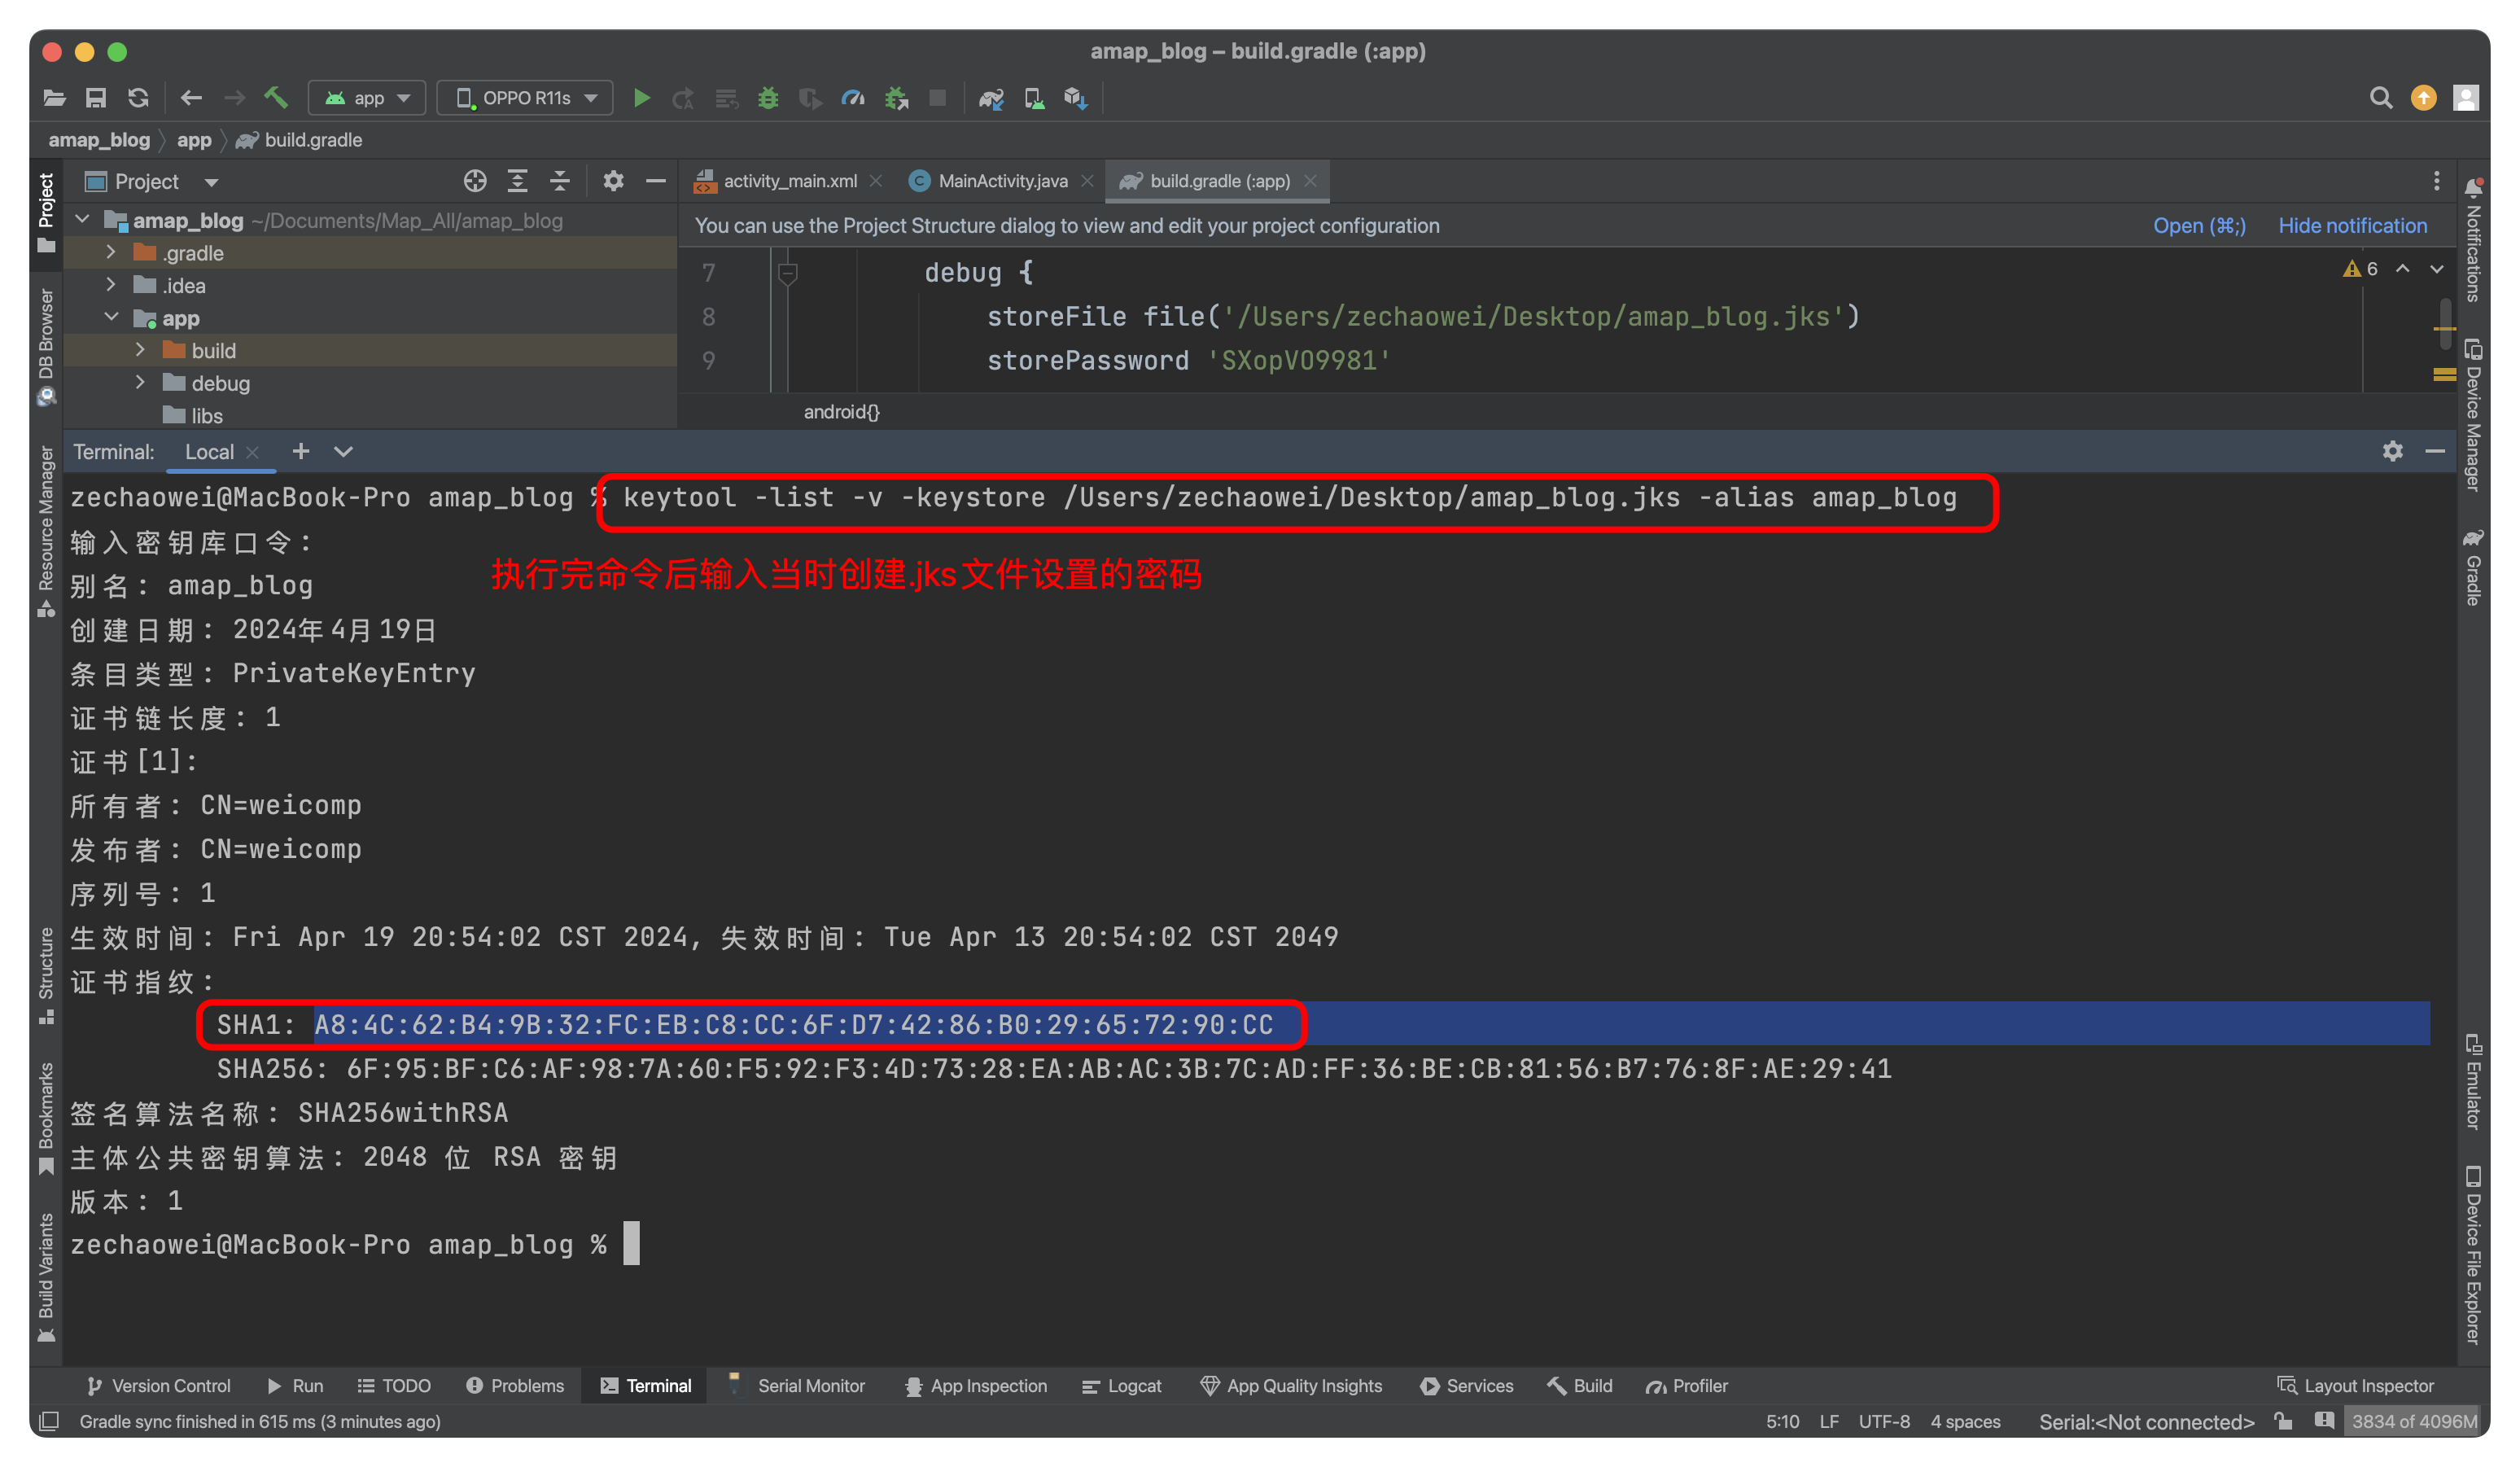 amap_blog – build.gradle (:app)
app
OPPO R11s
amap_blog
app
build.gradle
Project
activity_main.xml
MainActivity.java
build.gradle (:app)
amap_blog ~/Documents/Map_All/amap_blog
You can use the Project Structure dialog to view and edit your project configuration
Open (⌘;)
Hide notification
.gradle
.idea
app
build
debug
libs
7
debug {
6
8
storeFile file('/Users/zechaowei/Desktop/amap_blog.jks')
9
storePassword 'SXopVO9981'
android{}
Terminal:
Local
zechaowei@MacBook-Pro amap_blog % keytool -list -v -keystore /Users/zechaowei/Desktop/amap_blog.jks -alias amap_blog
输入密钥库口令:
执行完命令后输入当时创建.jks文件设置的密码
别名: amap_blog
创建日期: 2024年4月19日
条目类型: PrivateKeyEntry
证书链长度: 1
证书[1]:
所有者: CN=weicomp
发布者: CN=weicomp
序列号: 1
生效时间: Fri Apr 19 20:54:02 CST 2024, 失效时间: Tue Apr 13 20:54:02 CST 2049
证书指纹:
SHA1: A8:4C:62:B4:9B:32:FC:EB:C8:CC:6F:D7:42:86:B0:29:65:72:90:CC
SHA256: 6F:95:BF:C6:AF:98:7A:60:F5:92:F3:4D:73:28:EA:AB:AC:3B:7C:AD:FF:36:BE:CB:81:56:B7:76:8F:AE:29:41
签名算法名称: SHA256withRSA
主体公共密钥算法: 2048 位 RSA 密钥
版本: 1
zechaowei@MacBook-Pro amap_blog %
Project
DB Browser
Resource Manager
Structure
Bookmarks
Build Variants
Notifications
Device Manager
Gradle
Emulator
Device File Explorer
Version Control
Run
TODO
Problems
Terminal
Serial Monitor
App Inspection
Logcat
App Quality Insights
Services
Build
Profiler
Layout Inspector
Gradle sync finished in 615 ms (3 minutes ago)
5:10
LF
UTF-8
4 spaces
Serial:<Not connected>
3834 of 4096M